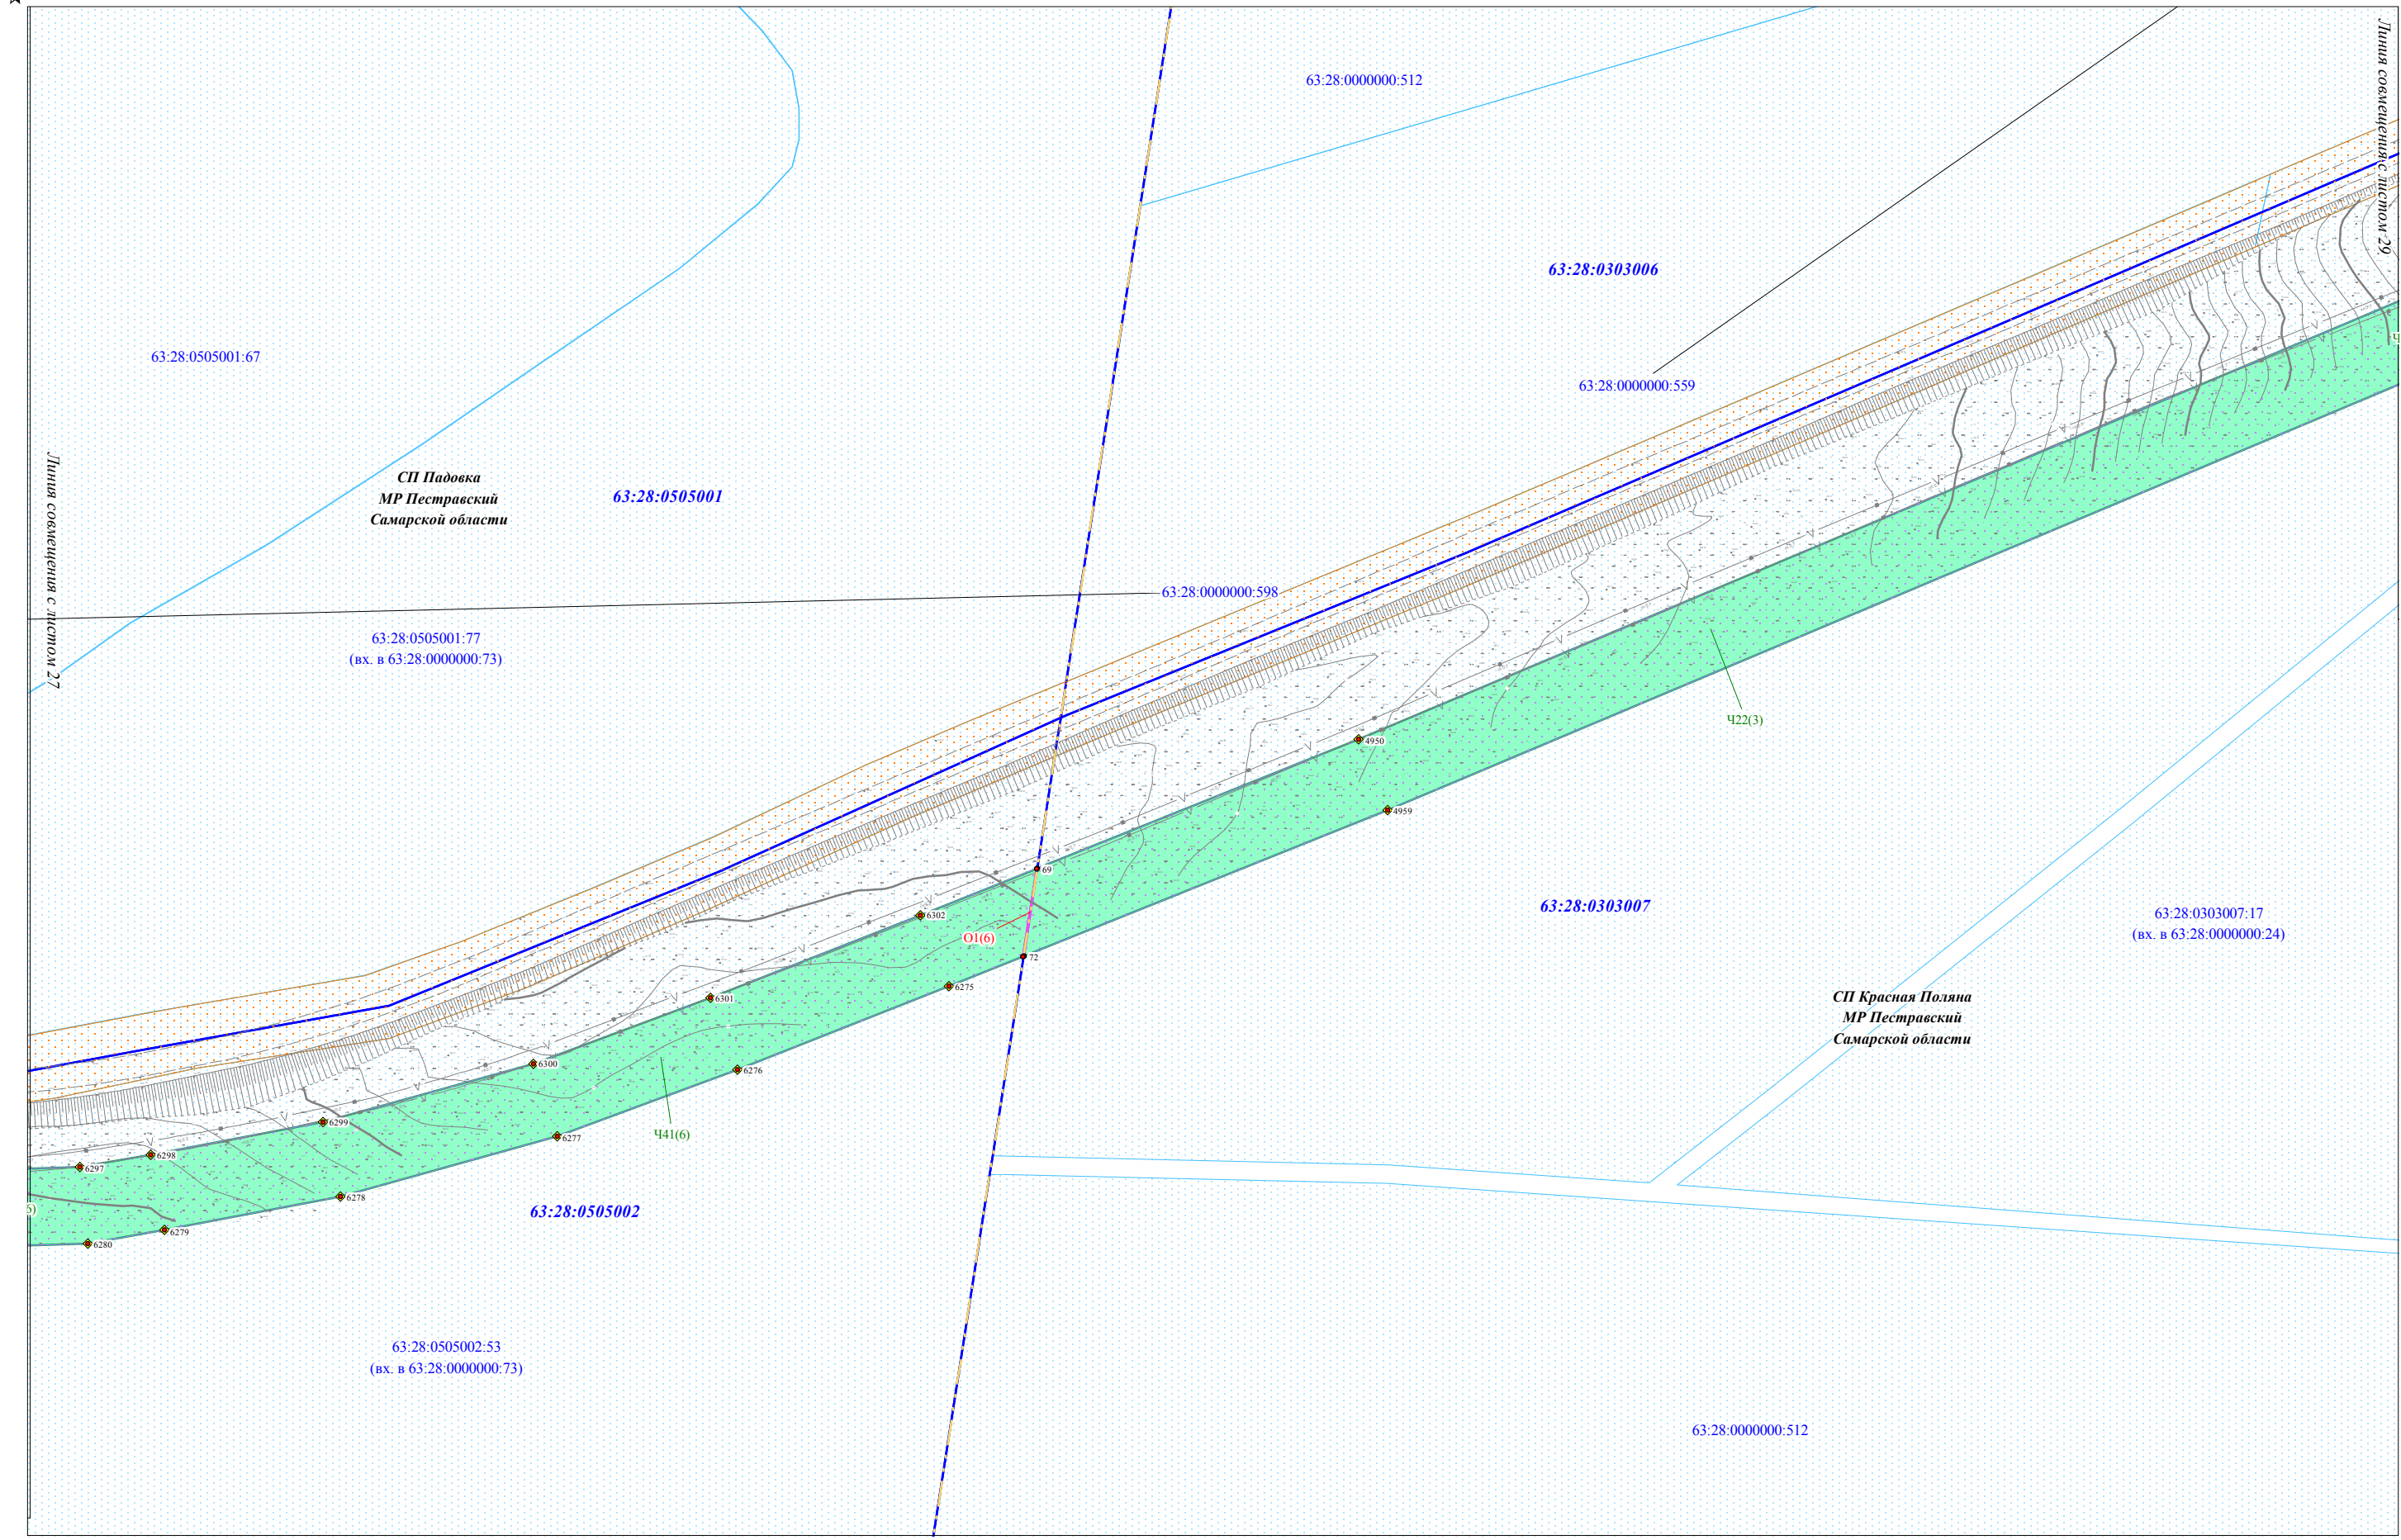 Линия совмещения с листом 29
63:28:0000000:512
63:28:0303006
63:28:0505001:67
63:28:0000000:559
Линия совмещения с листом 27
СП Падовка
МР Пестравский
Самарской области
63:28:0505001
63:28:0000000:598
63:28:0505001:77
(вх. в 63:28:0000000:73)
Ч22(3)
4950
4959
69
63:28:0303007
6302
О1(6)
63:28:0303007:17
(вх. в 63:28:0000000:24)
72
6275
6301
СП Красная Поляна
МР Пестравский
Самарской области
6300
6276
6299
Ч41(6)
6277
6298
6297
6278
63:28:0505002
6279
6280
63:28:0505002:53
(вх. в 63:28:0000000:73)
63:28:0000000:512